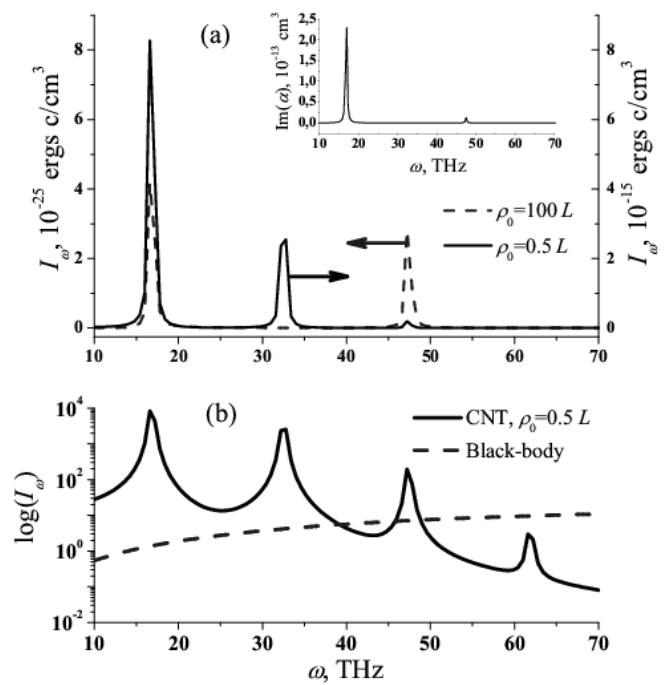 (a)
I_ω, 10^-25 ergs c/cm^3
8
6
4
2
0
I_ω, 10^-15 ergs c/cm^3
8
6
4
2
0
Im(α), 10^-13 cm^3
2,5
2,0
1,5
1,0
0,5
0,0
10 20 30 40 50 60 70
ω, THz
ρ_0=100 L
ρ_0=0.5 L
10 20 30 40 50 60 70
(b)
log(I_ω)
10^4
10^2
10^0
10^-2
CNT, ρ_0=0.5 L
Black-body
10 20 30 40 50 60 70
ω, THz